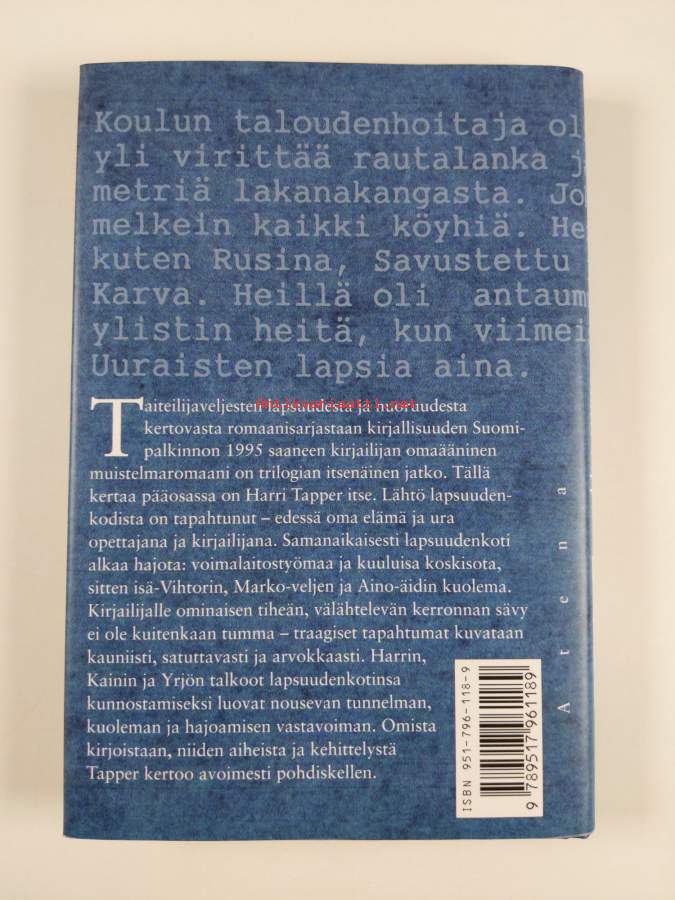 Koulun taloudenhoitaja ol
yli virittää rautalanka j
metriä lakanakangasta. Jo
melkein kaikki köyhiä. He
kuten Rusina, Savustettu
Karva. Heillä oli antaum
ylistin heitä, kun viimei
Uuraisten lapsia aina.
Taiteilijaveljesten lapsuudesta ja nuoruudesta
kertovasta romaanisarjastaan kirjallisuuden Suomi-
palkinnon 1995 saaneen kirjailijan omaääninen
muistelmaromaani on trilogian itsenäinen jatko. Tällä
kertaa pääosassa on Harri Tapper itse. Lähtö lapsuuden-
kodista on tapahtunut – edessä oma elämä ja ura
opettajana ja kirjailijana. Samanaikaisesti lapsuudenkoti
alkaa hajota: voimalaitostyömaa ja kuuluisa koskisota,
sitten isä-Vihtorin, Marko-veljen ja Aino-äidin kuolema.
Kirjailijalle ominaisen tiheän, välähtelevän kerronnan sävy
ei ole kuitenkaan tumma – traagiset tapahtumat kuvataan
kauniisti, satuttavasti ja arvokkaasti. Harrin,
Kainin ja Yrjön talkoot lapsuudenkotinsa
kunnostamiseksi luovat nousevan tunnelman,
kuoleman ja hajoamisen vastavoiman. Omista
kirjoistaan, niiden aiheista ja kehittelystä
Tapper kertoo avoimesti pohdiskellen.
ISBN 951-796-118-9
9 789517 961189
Atena